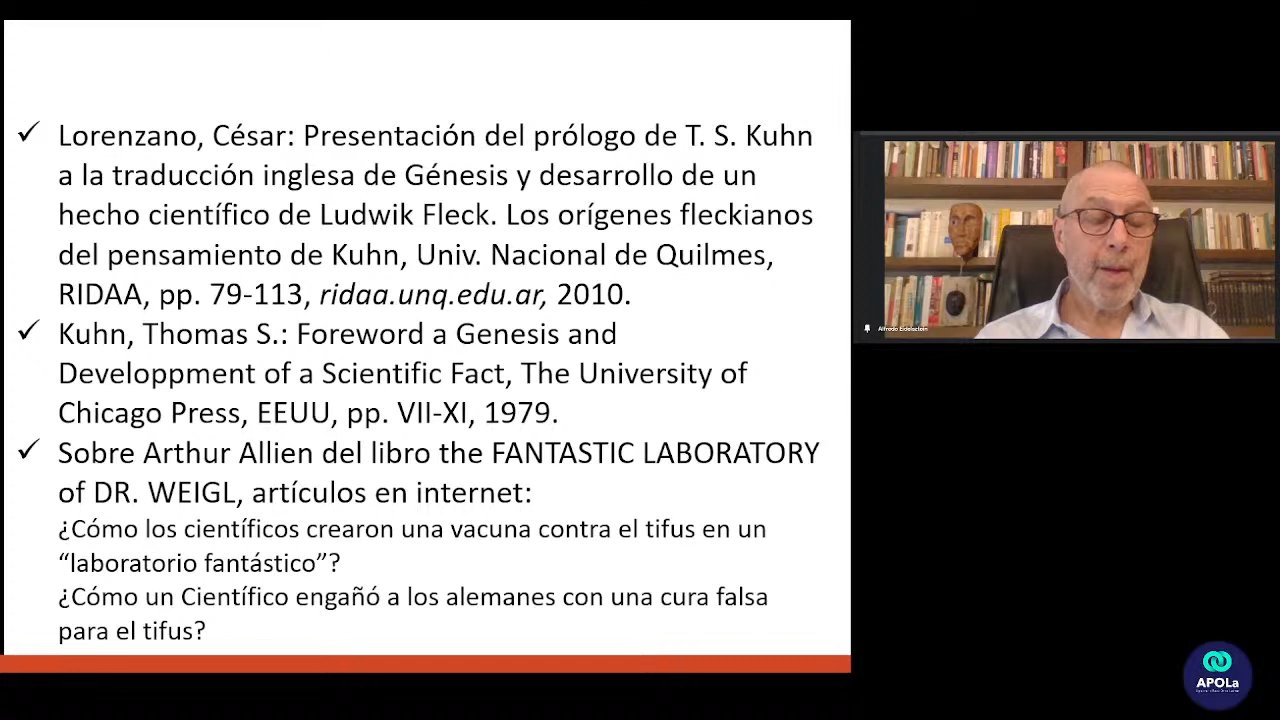 ✓ Lorenzano, César: Presentación del prólogo de T. S. Kuhn
a la traducción inglesa de Génesis y desarrollo de un
hecho científico de Ludwik Fleck. Los orígenes fleckianos
del pensamiento de Kuhn, Univ. Nacional de Quilmes,
RIDAA, pp. 79-113, ridaa.unq.edu.ar, 2010.
✓ Kuhn, Thomas S.: Foreword a Genesis and
Developpment of a Scientific Fact, The University of
Chicago Press, EEUU, pp. VII-XI, 1979.
✓ Sobre Arthur Allien del libro the FANTASTIC LABORATORY
of DR. WEIGL, artículos en internet:
¿Cómo los científicos crearon una vacuna contra el tifus en un
“laboratorio fantástico”?
¿Cómo un Científico engañó a los alemanes con una cura falsa
para el tifus?
Alfredo Eidelsztein
APOLa